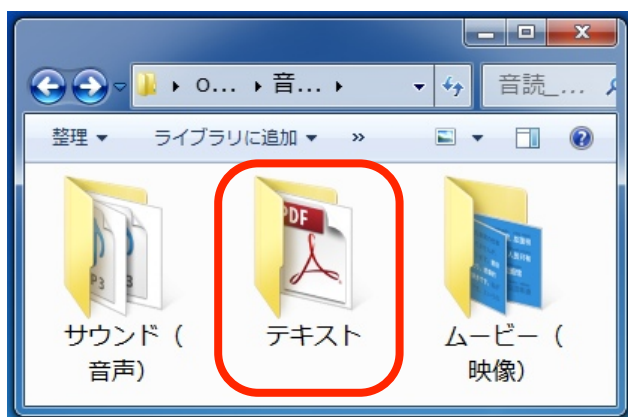 o... 音...
音読_...
整理 ライブラリに追加 »
PDF
MP3
サウンド（
音声）
テキスト
ムービー（
映像）